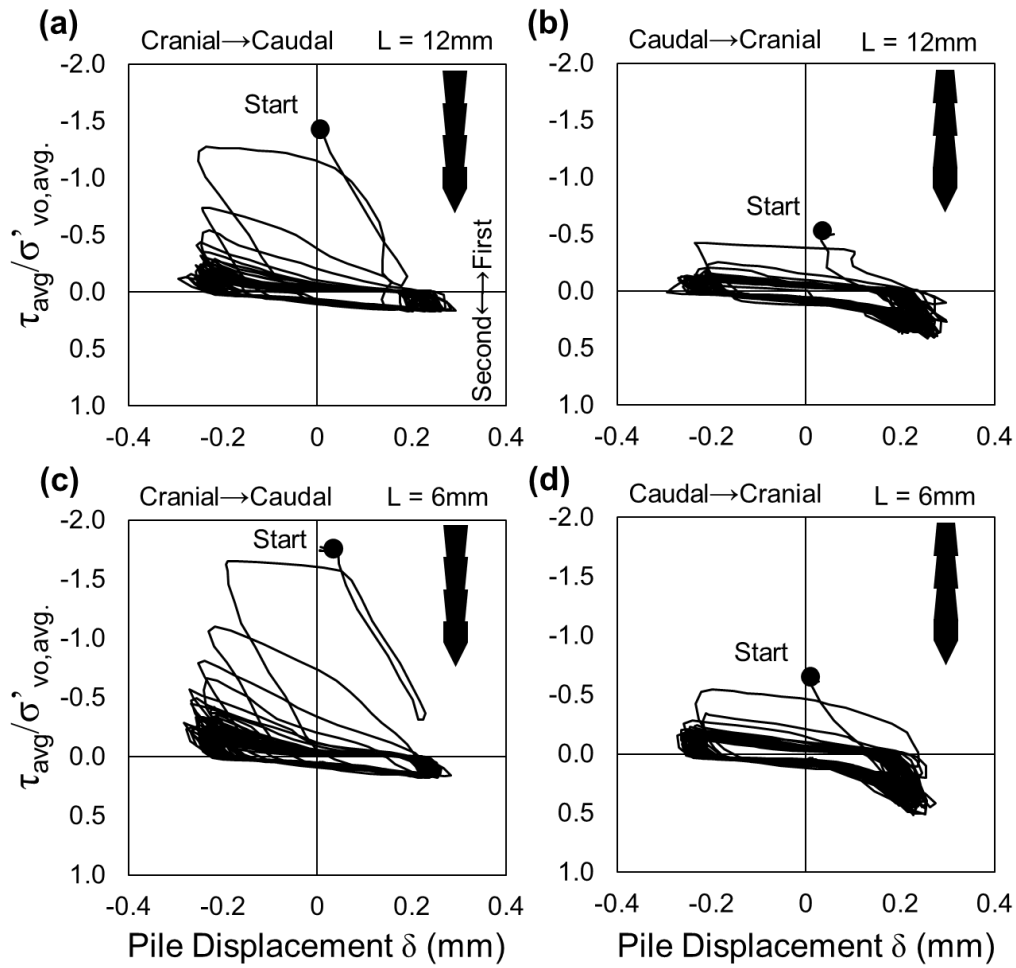 (a)
Cranial→Caudal L = 12mm
-2.0
-1.5
-1.0
-0.5
0.0
0.5
1.0
τavg/σ'vo,avg.
Start
Second←→First
-0.4 -0.2 0 0.2 0.4
(b)
Caudal→Cranial L = 12mm
-2.0
-1.5
-1.0
-0.5
0.0
0.5
1.0
Start
-0.4 -0.2 0 0.2 0.4
(c)
Cranial→Caudal L = 6mm
-2.0
-1.5
-1.0
-0.5
0.0
0.5
1.0
τavg/σ'vo,avg.
Start
-0.4 -0.2 0 0.2 0.4
Pile Displacement δ (mm)
(d)
Caudal→Cranial L = 6mm
-2.0
-1.5
-1.0
-0.5
0.0
0.5
1.0
Start
-0.4 -0.2 0 0.2 0.4
Pile Displacement δ (mm)